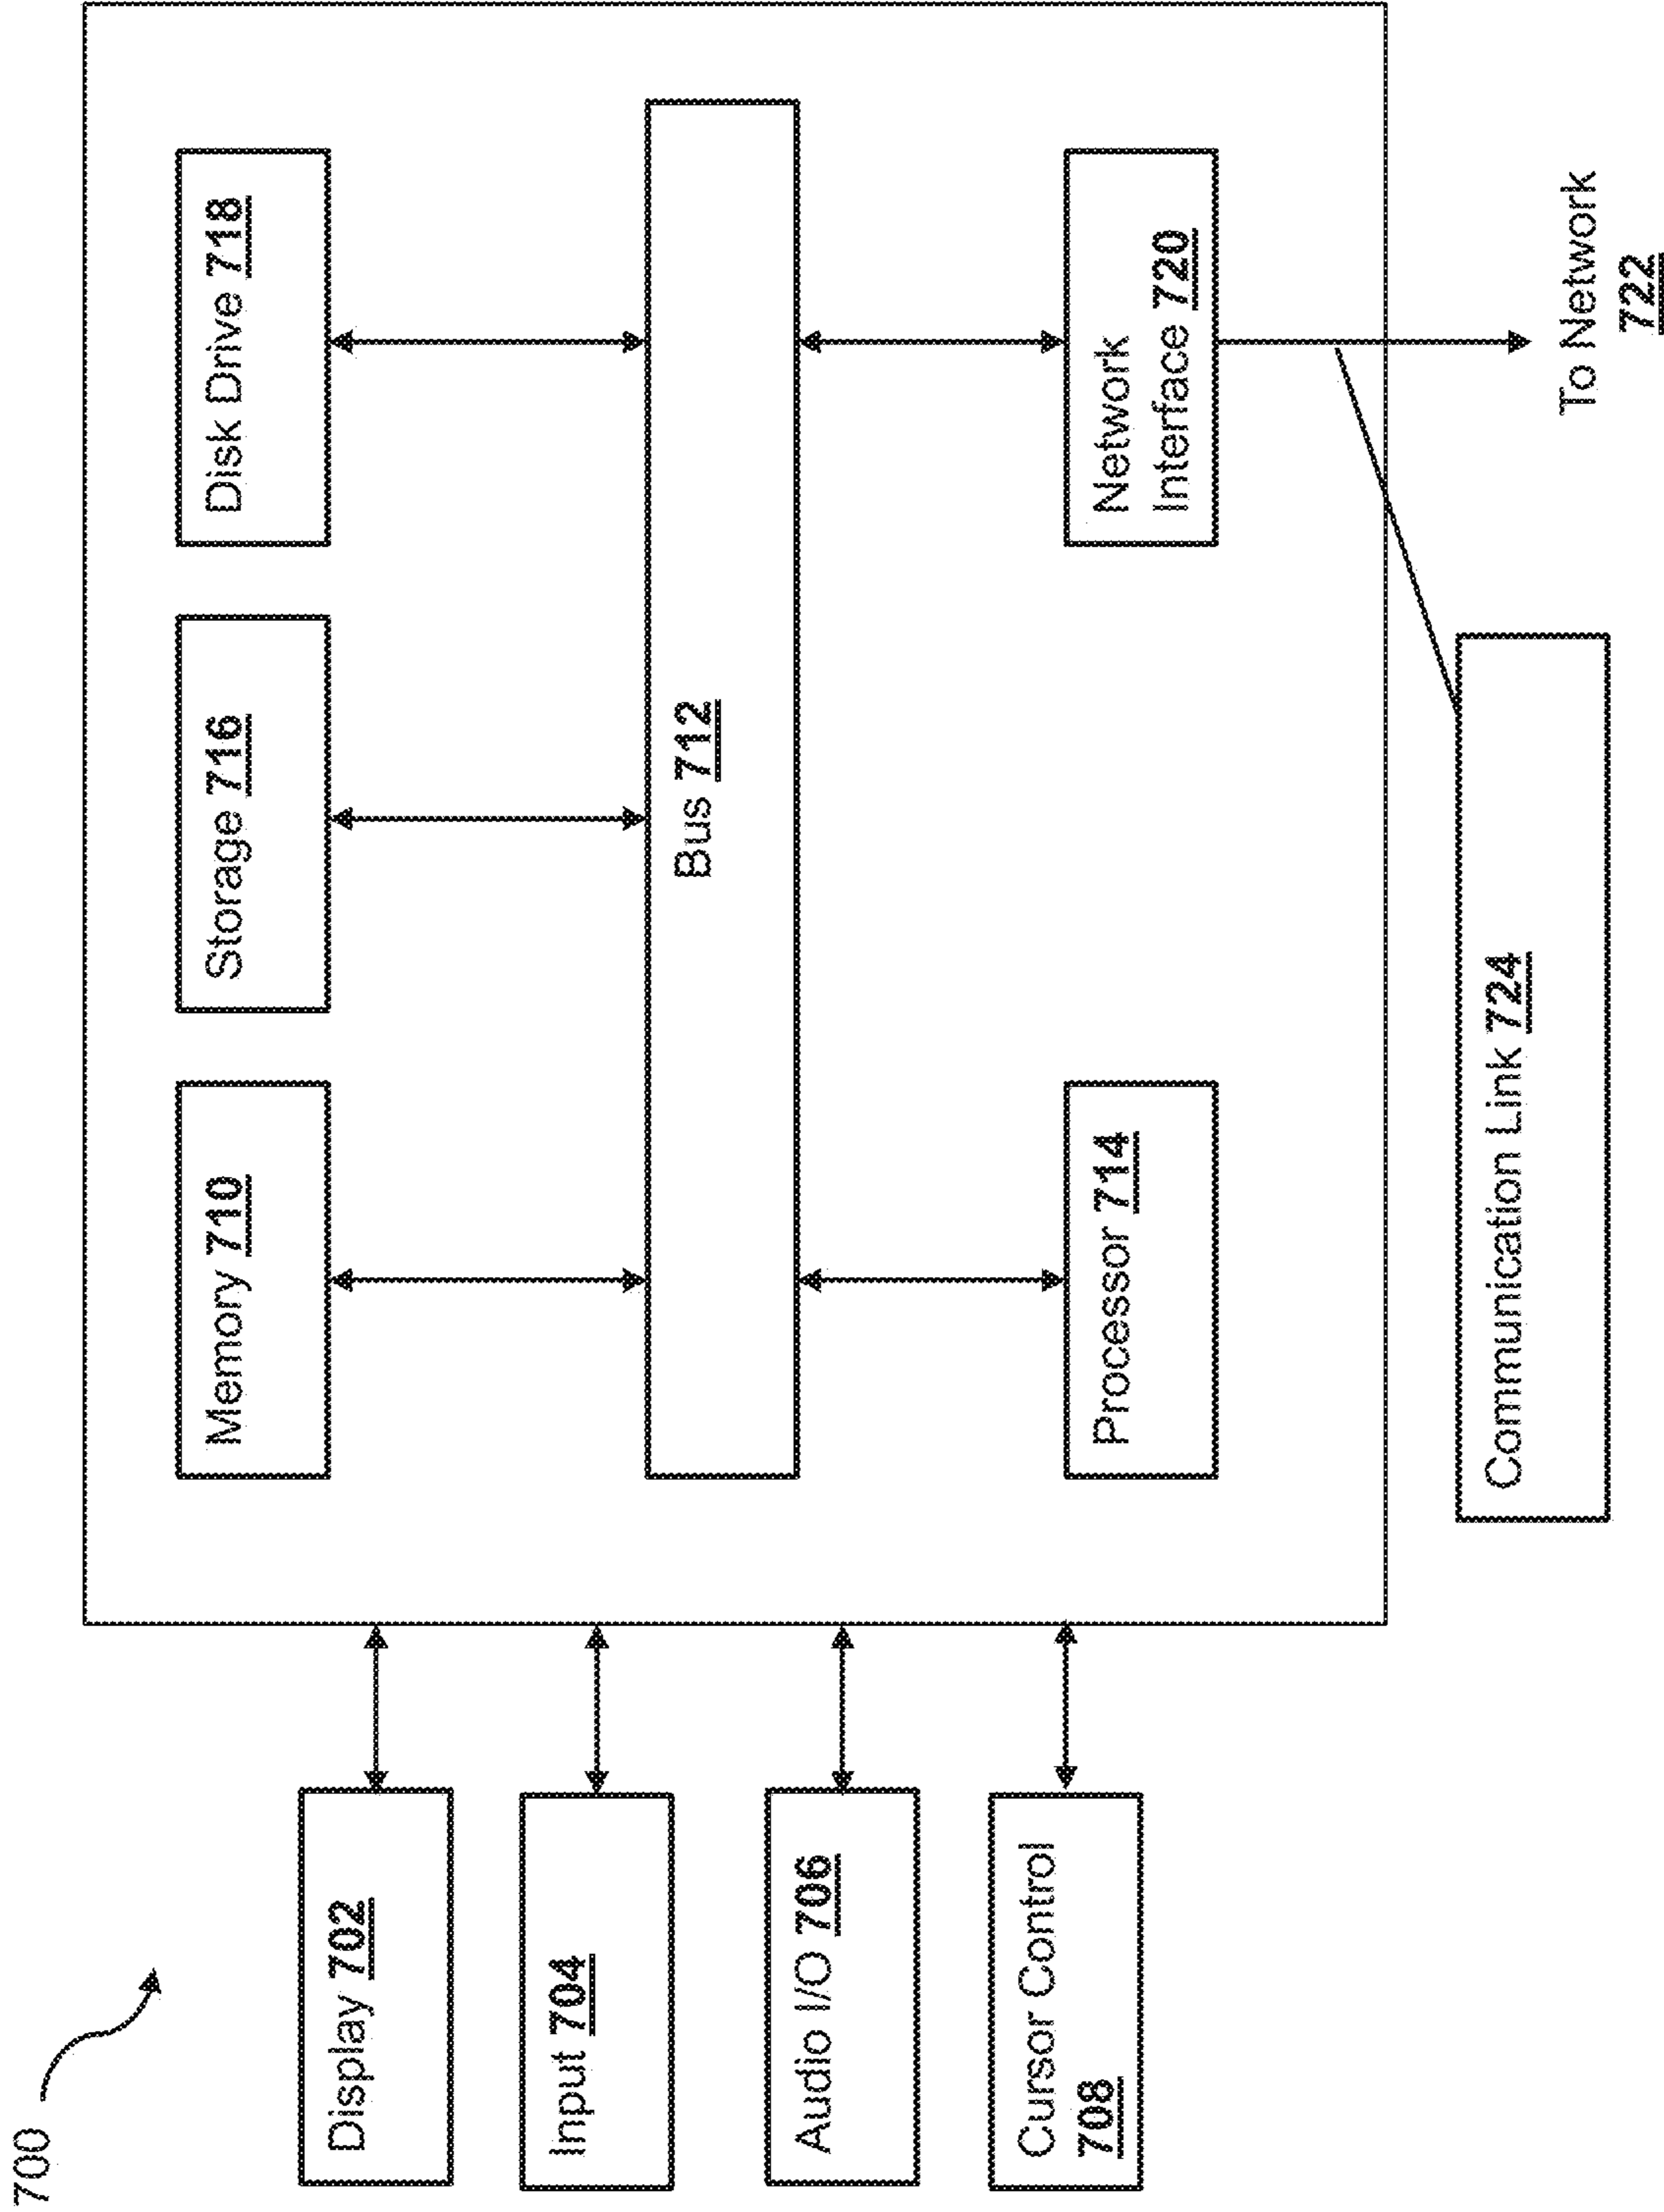 700
Display 702
Input 704
Audio I/O 706
Cursor Control
708
Memory 710
Storage 716
Disk Drive 718
Bus 712
Processor 714
Network
Interface 720
Communication Link 724
To Network
722